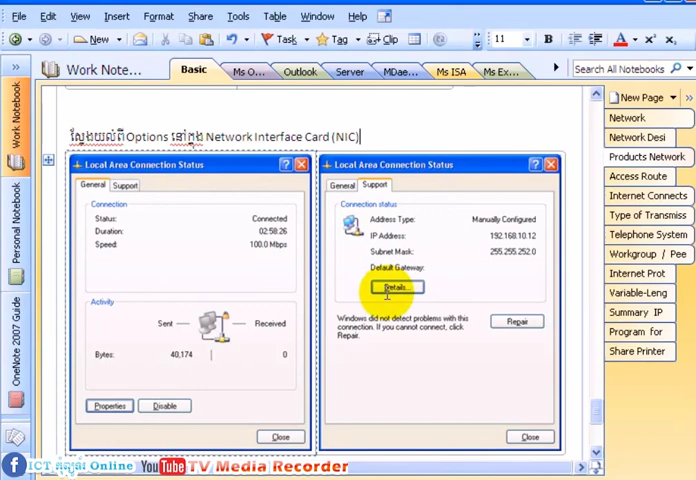 File Edit View Insert Format Share Tools Table Window Help
New Task Tag Clip 11 B I U A x² x₂
Work Note... Basic Ms O... Outlook Server MDae... Ms ISA Ms Ex... Search All Notebooks
Work Notebook
Personal Notebook
OneNote 2007 Guide
ស្វែងយល់ពី Options នៅក្នុង Network Interface Card (NIC)
Local Area Connection Status
General Support
Connection
Status: Connected
Duration: 02:58:26
Speed: 100.0 Mbps
Activity
Sent Received
Bytes: 40,174 0
Properties Disable
Close
Local Area Connection Status
General Support
Connection status
Address Type: Manually Configured
IP Address: 192.168.10.12
Subnet Mask: 255.255.252.0
Default Gateway:
Details...
Windows did not detect problems with this
connection. If you cannot connect, click
Repair.
Repair
Close
New Page
Network
Network Desi
Products Network
Access Route
Internet Connects
Type of Transmiss
Telephone System
Workgroup / Pee
Internet Prot
Variable-Leng
Summary IP
Program for
Share Printer
YouTube TV Media Recorder